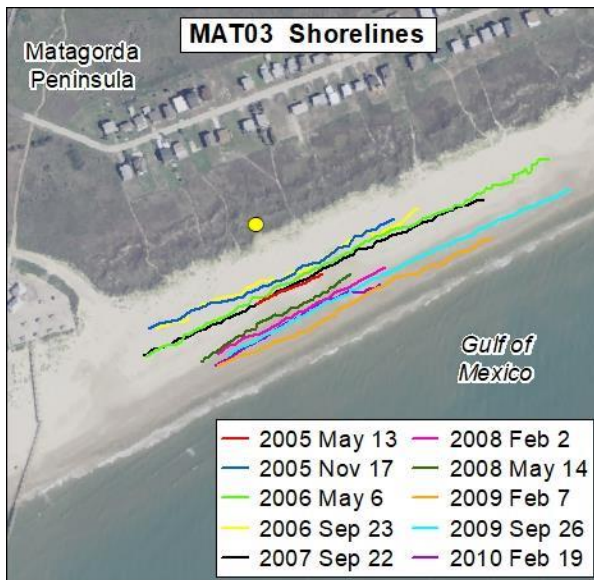 MAT03 Shorelines
Matagorda
Peninsula
Gulf of
Mexico
2005 May 13
2005 Nov 17
2006 May 6
2006 Sep 23
2007 Sep 22
2008 Feb 2
2008 May 14
2009 Feb 7
2009 Sep 26
2010 Feb 19